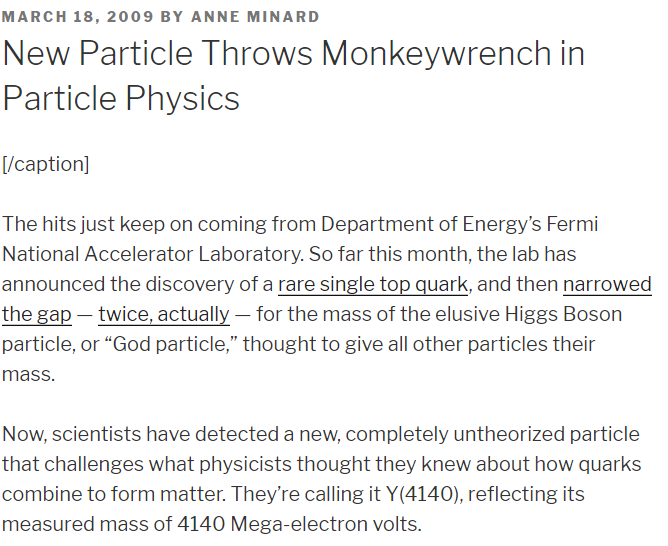 MARCH 18, 2009 BY ANNE MINARD
New Particle Throws Monkeywrench in
Particle Physics
[/caption]
The hits just keep on coming from Department of Energy’s Fermi
National Accelerator Laboratory. So far this month, the lab has
announced the discovery of a rare single top quark, and then narrowed
the gap — twice, actually — for the mass of the elusive Higgs Boson
particle, or “God particle,” thought to give all other particles their
mass.
Now, scientists have detected a new, completely untheorized particle
that challenges what physicists thought they knew about how quarks
combine to form matter. They’re calling it Y(4140), reflecting its
measured mass of 4140 Mega-electron volts.